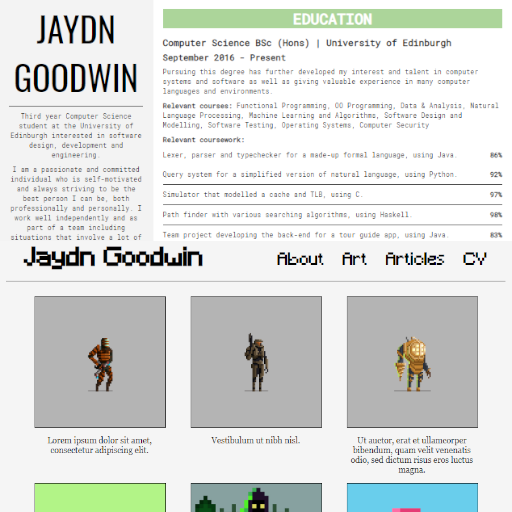 JAYDN
GOODWIN
Third year Computer Science
student at the University of
Edinburgh interested in software
design, development and
engineering.
I am a passionate and committed
individual who is self-motivated
and always striving to be the
best person I can be, both
professionally and personally. I
work well independently and as
part of a team including
situations that involve a lot of
EDUCATION
Computer Science BSc (Hons) | University of Edinburgh
September 2016 - Present
Pursuing this degree has further developed my interest and talent in computer
systems and software as well as giving valuable experience in many computer
languages and environments.
Relevant courses: Functional Programming, OO Programming, Data & Analysis, Natural
Language Processing, Machine Learning and Algorithms, Software Design and
Modelling, Software Testing, Operating Systems, Computer Security
Relevant coursework:
Lexer, parser and typechecker for a made-up formal language, using Java. 86%
Query system for a simplified version of natural language, using Python. 92%
Simulator that modelled a cache and TLB, using C. 97%
Path finder with various searching algorithms, using Haskell. 98%
Team project developing the back-end for a tour guide app, using Java. 83%
Jaydn Goodwin
About Art Articles CV
Lorem ipsum dolor sit amet,
consectetur adipiscing elit.
Vestibulum ut nibh nisl.
Ut auctor, erat et ullamcorper
bibendum, quam velit venenatis
odio, sed dictum risus eros luctus
magna.